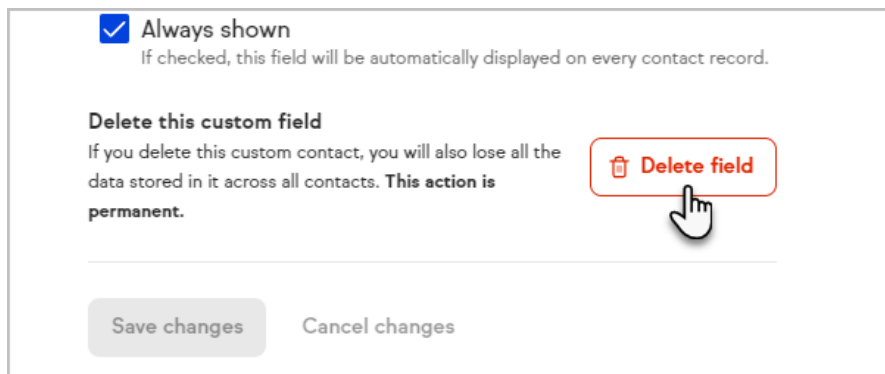 Always shown
If checked, this field will be automatically displayed on every contact record.
Delete this custom field
If you delete this custom contact, you will also lose all the
data stored in it across all contacts. This action is
permanent.
Delete field
Save changes
Cancel changes